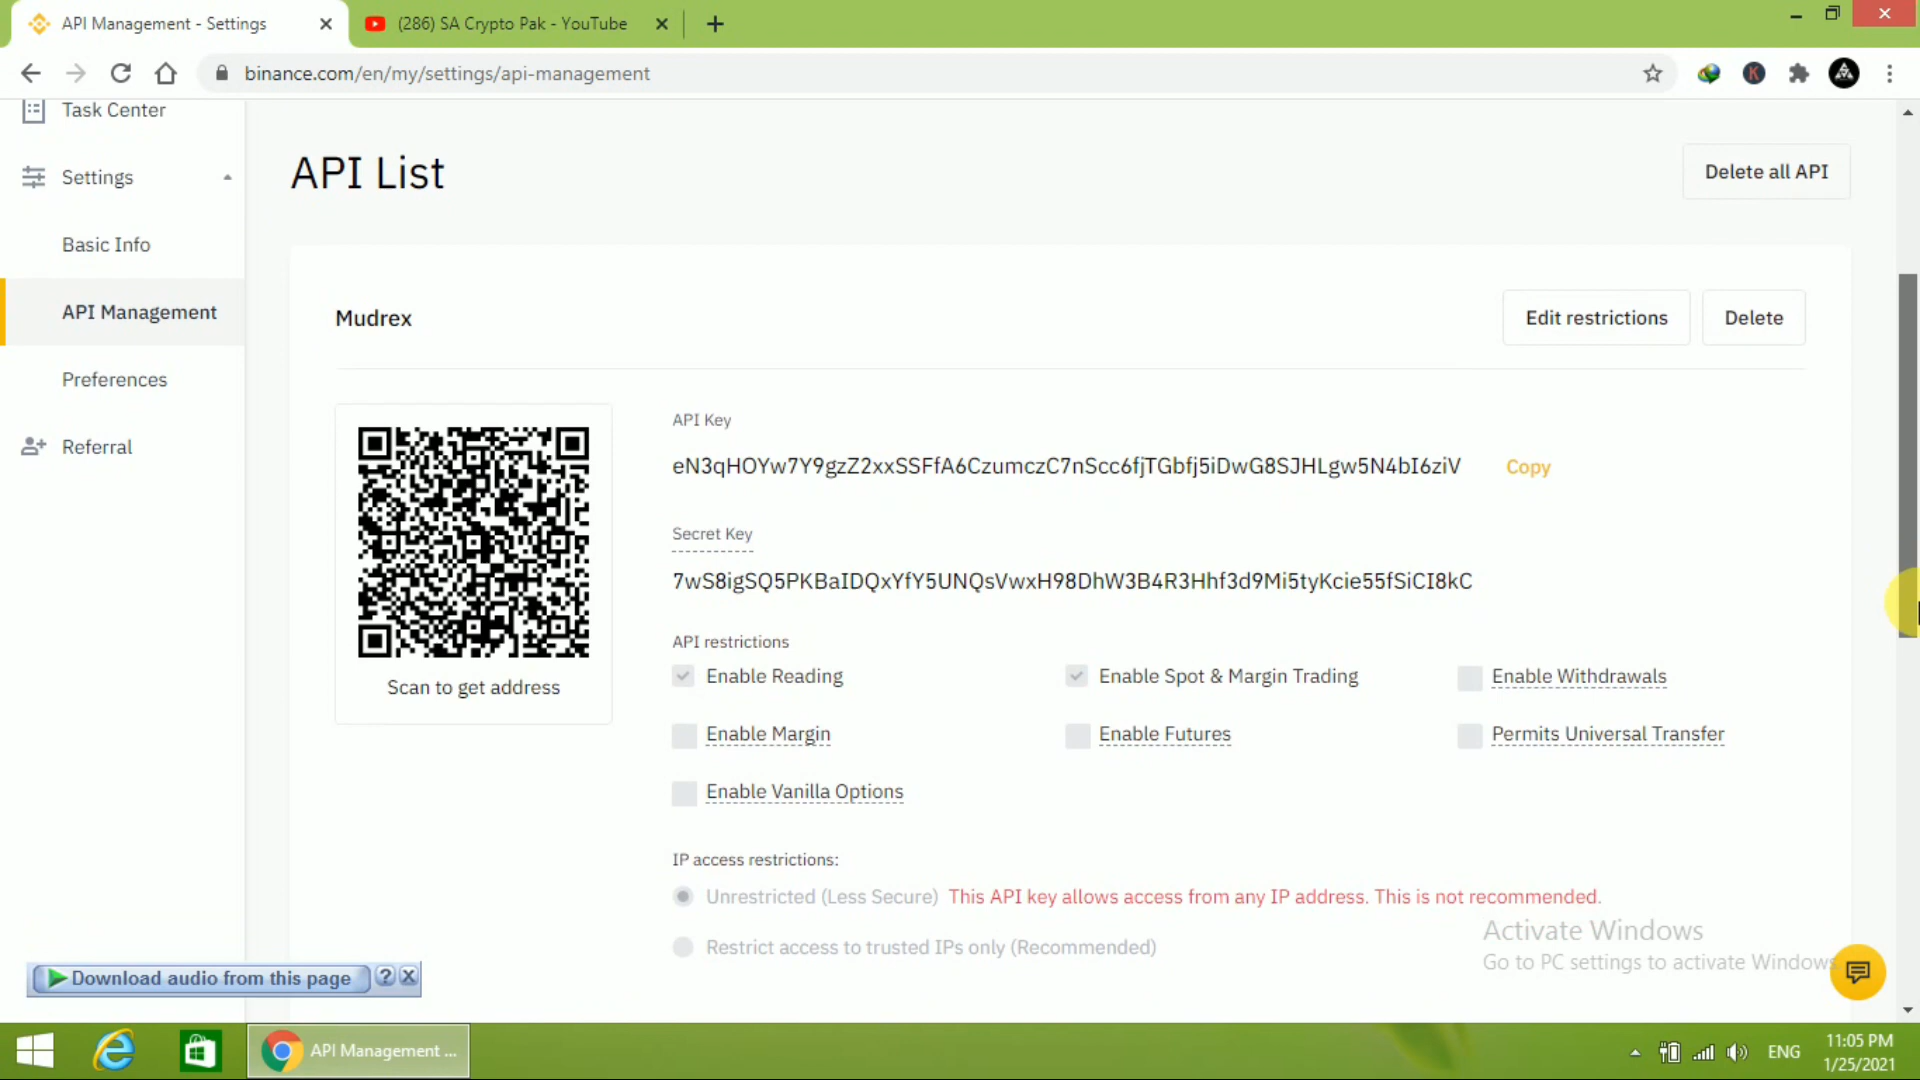 API Management - Settings
(286) SA Crypto Pak - YouTube
binance.com/en/my/settings/api-management
K
Task Center
Settings
Basic Info
API Management
Preferences
Referral
API List
Delete all API
Mudrex
Edit restrictions
Delete
Scan to get address
API Key
eN3qHOYw7Y9gzZ2xxSSFfA6CzumczC7nScc6fjTGbfj5iDwG8SJHLgw5N4bI6ziV
Copy
Secret Key
7wS8igSQ5PKBaIDQxYfY5UNQsVwxH98DhW3B4R3Hhf3d9Mi5tyKcie55fSiCI8kC
API restrictions
Enable Reading
Enable Spot & Margin Trading
Enable Withdrawals
Enable Margin
Enable Futures
Permits Universal Transfer
Enable Vanilla Options
IP access restrictions:
Unrestricted (Less Secure) This API key allows access from any IP address. This is not recommended.
Restrict access to trusted IPs only (Recommended)
Activate Windows
Go to PC settings to activate Windows
Download audio from this page
?
API Management ...
ENG
11:05 PM
1/25/2021